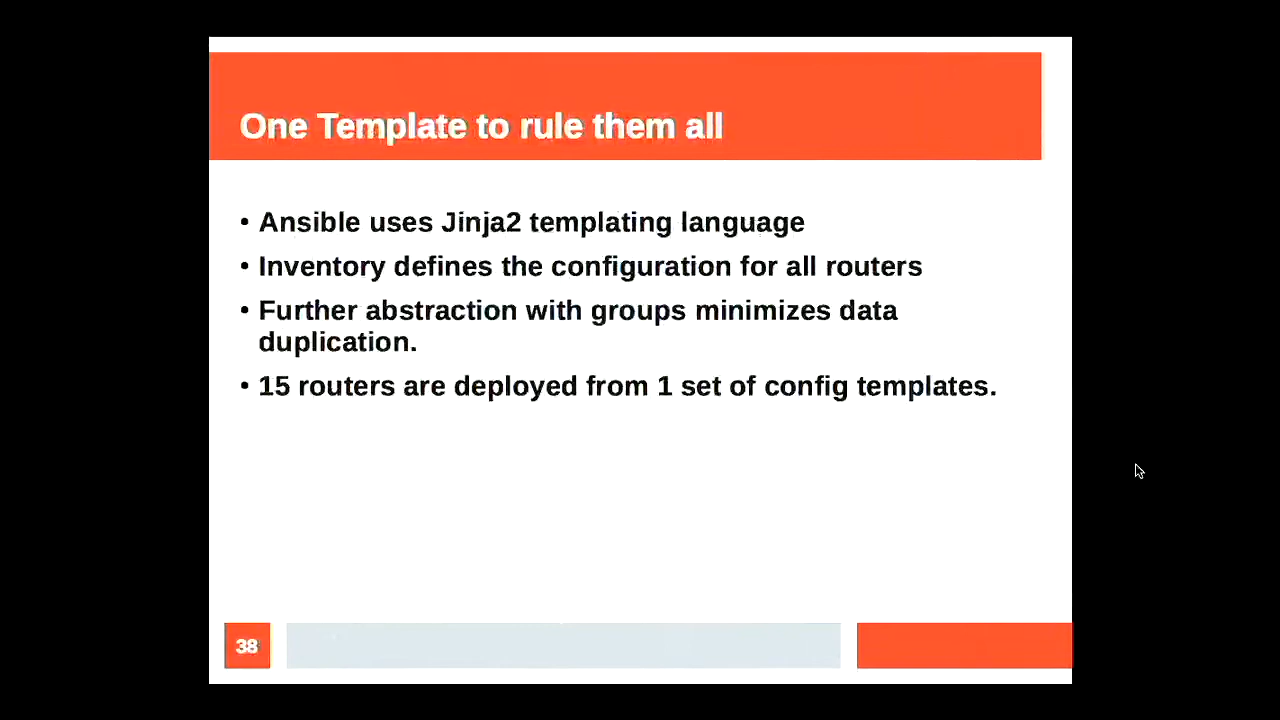 One Template to rule them all
• Ansible uses Jinja2 templating language
• Inventory defines the configuration for all routers
• Further abstraction with groups minimizes data
duplication.
• 15 routers are deployed from 1 set of config templates.
38